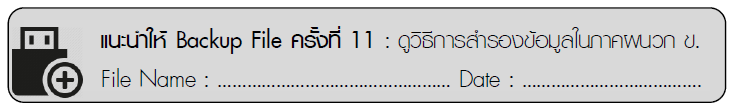 แนะนำให้ Backup File ครั้งที่ 11 : ดูวิธีการสำรองข้อมูลในภาคผนวก ข.
File Name : ............................................... Date : ....................................